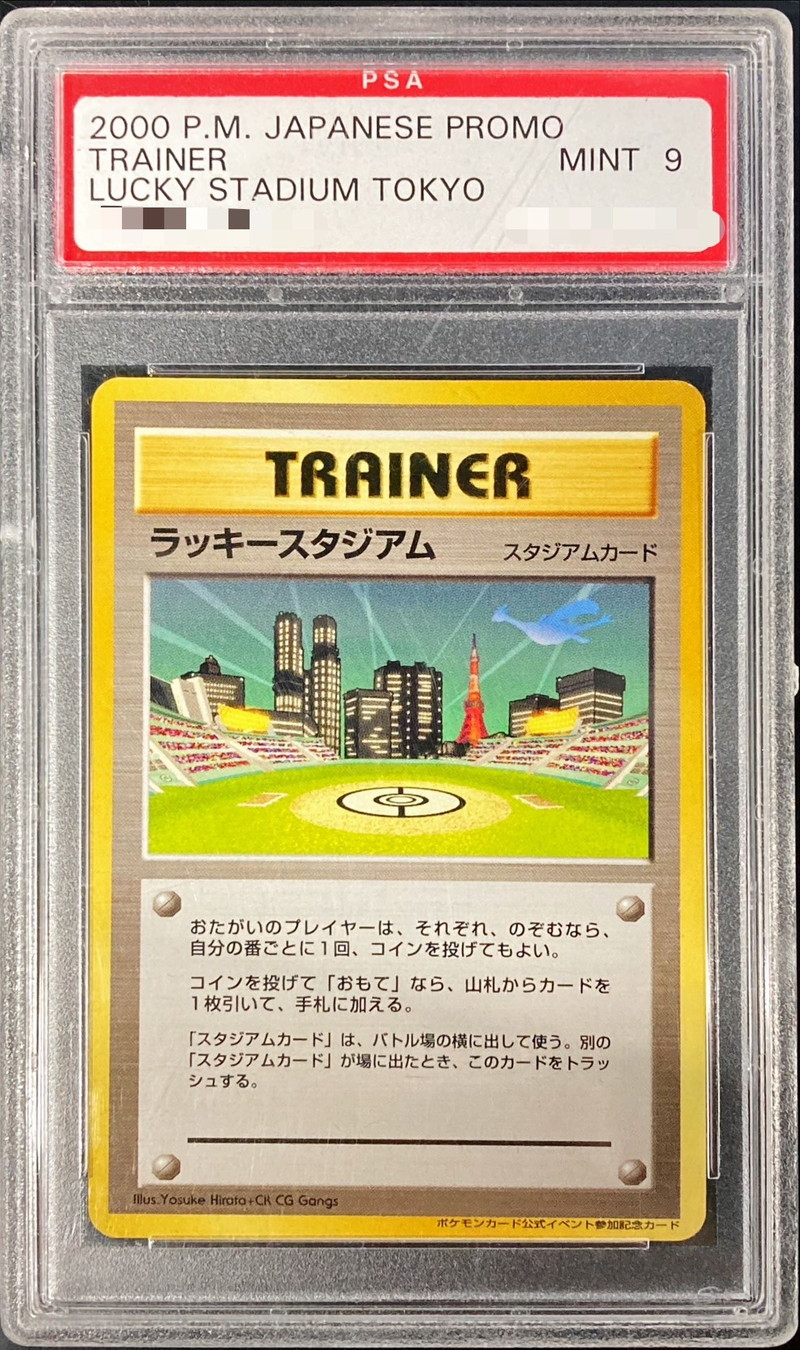 PSA
2000 P.M. JAPANESE PROMO
TRAINER MINT 9
LUCKY STADIUM TOKYO
TRAINER
ラッキースタジアム スタジアムカード
おたがいのプレイヤーは、それぞれ、のぞむなら、
自分の番ごとに1回、コインを投げてもよい。
コインを投げて「おもて」なら、山札からカードを
1枚引いて、手札に加える。
「スタジアムカード」は、バトル場の横に出して使う。別の
「スタジアムカード」が場に出たとき、このカードをトラッ
シュする。
Illus.Yosuke Hirata+CK CG Gangs
ポケモンカード公式イベント参加記念カード